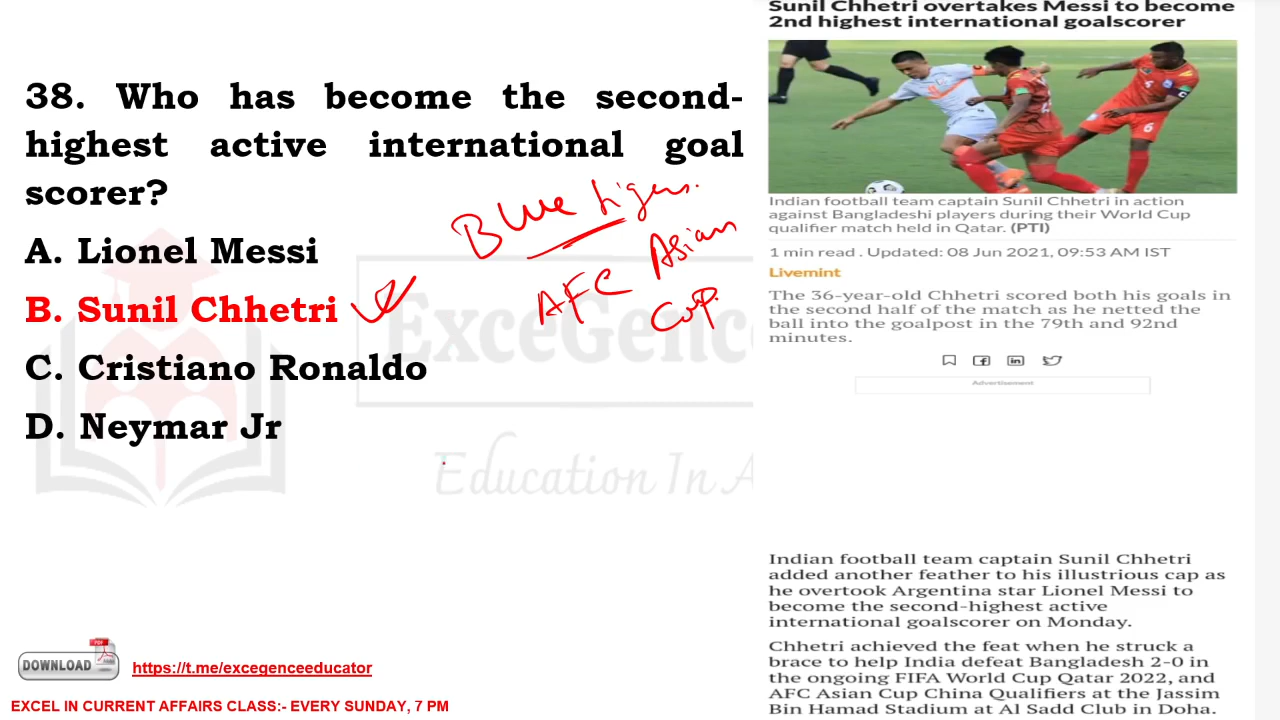 38. Who has become the second-
highest active international goal
scorer?
A. Lionel Messi
B. Sunil Chhetri
C. Cristiano Ronaldo
D. Neymar Jr
Blue tigers.
AFC Asian
Cup.
ExceGence
Education In A
PDF
DOWNLOAD
https://t.me/excegenceeducator
EXCEL IN CURRENT AFFAIRS CLASS:- EVERY SUNDAY, 7 PM
Sunil Chhetri overtakes Messi to become
2nd highest international goalscorer
6
Indian football team captain Sunil Chhetri in action
against Bangladeshi players during their World Cup
qualifier match held in Qatar. (PTI)
1 min read . Updated: 08 Jun 2021, 09:53 AM IST
Livemint
The 36-year-old Chhetri scored both his goals in
the second half of the match as he netted the
ball into the goalpost in the 79th and 92nd
minutes.
Advertisement
Indian football team captain Sunil Chhetri
added another feather to his illustrious cap as
he overtook Argentina star Lionel Messi to
become the second-highest active
international goalscorer on Monday.
Chhetri achieved the feat when he struck a
brace to help India defeat Bangladesh 2-0 in
the ongoing FIFA World Cup Qatar 2022, and
AFC Asian Cup China Qualifiers at the Jassim
Bin Hamad Stadium at Al Sadd Club in Doha.